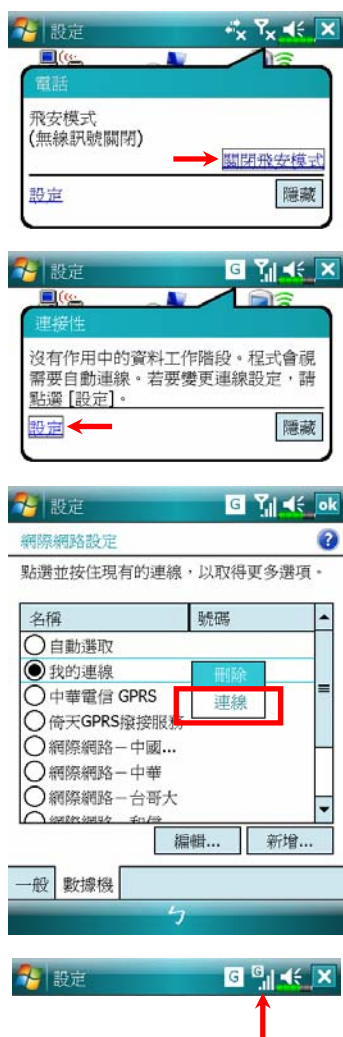 設定
電話
飛安模式
(無線訊號關閉)
關閉飛安模式
設定
隱藏
設定
G
連接性
沒有作用中的資料工作階段。程式會視
需要自動連線。若要變更連線設定，請
點選 [設定]。
設定
隱藏
設定
G
ok
網際網路設定
?
點選並按住現有的連線，以取得更多選項。
名稱
號碼
自動選取
我的連線
刪除
中華電信 GPRS
連線
倚天GPRS撥接服務
網際網路－中國...
網際網路－中華
網際網路－台哥大
網際網路－和信
編輯...
新增...
一般
數據機
ㄅ
設定
G
G